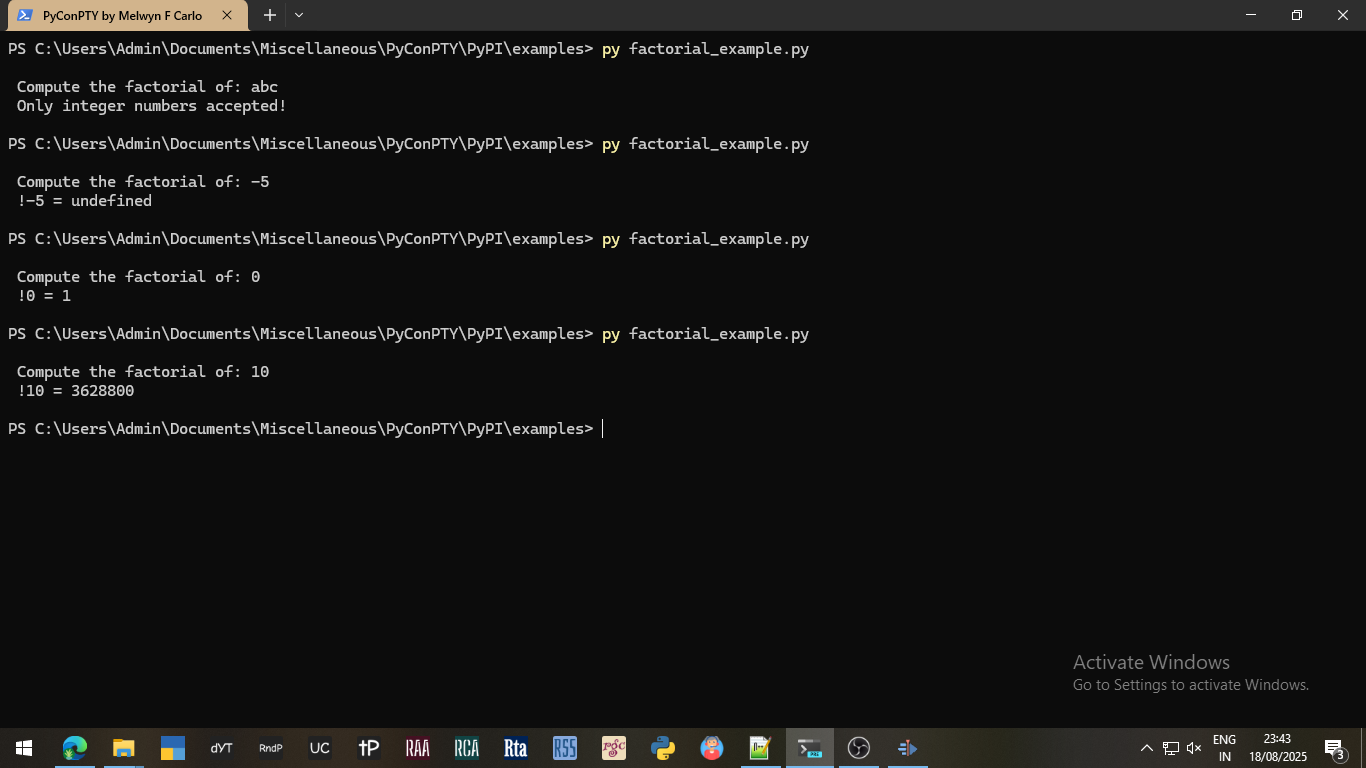 PyConPTY by Melwyn F Carlo
PS C:\Users\Admin\Documents\Miscellaneous\PyConPTY\PyPI\examples> py factorial_example.py
Compute the factorial of: abc
Only integer numbers accepted!
PS C:\Users\Admin\Documents\Miscellaneous\PyConPTY\PyPI\examples> py factorial_example.py
Compute the factorial of: -5
!-5 = undefined
PS C:\Users\Admin\Documents\Miscellaneous\PyConPTY\PyPI\examples> py factorial_example.py
Compute the factorial of: 0
!0 = 1
PS C:\Users\Admin\Documents\Miscellaneous\PyConPTY\PyPI\examples> py factorial_example.py
Compute the factorial of: 10
!10 = 3628800
PS C:\Users\Admin\Documents\Miscellaneous\PyConPTY\PyPI\examples>
Activate Windows
Go to Settings to activate Windows.
dYT RndP UC tP RAA RCA Rta RSS rgc PRE ENG 23:43
IN 18/08/2025 3